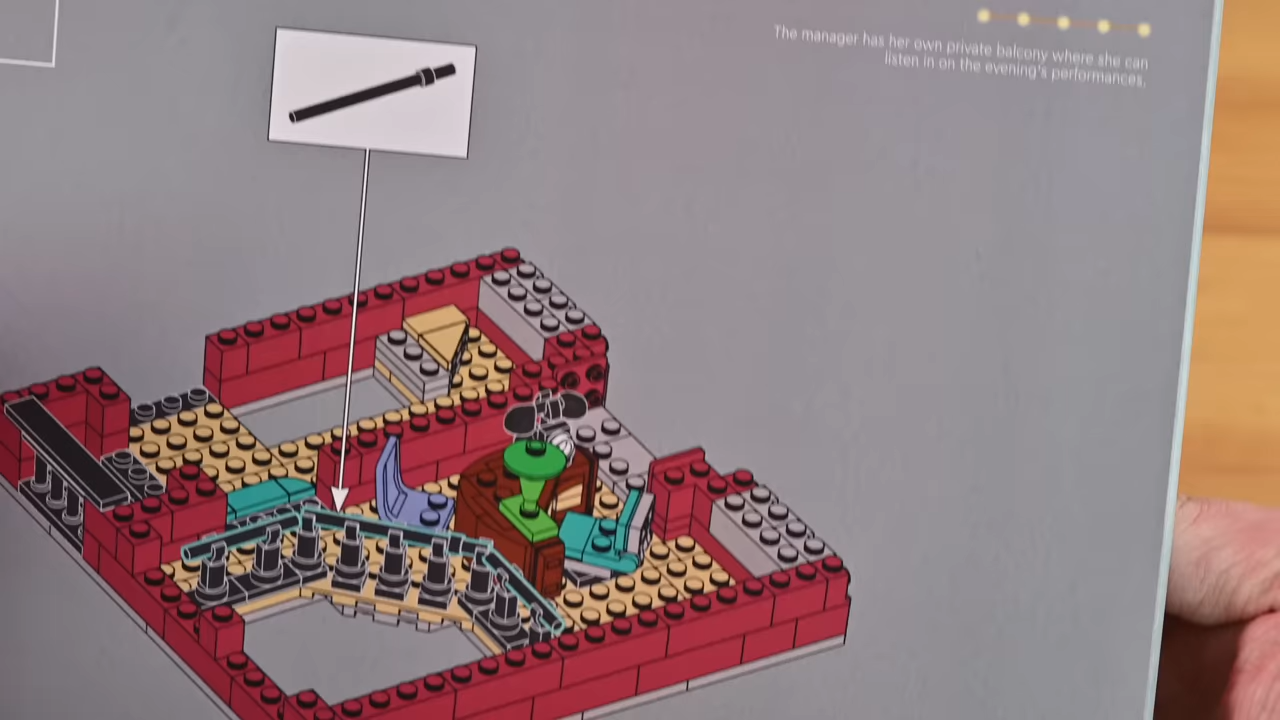 The manager has her own private balcony where she can
listen in on the evening's performances.